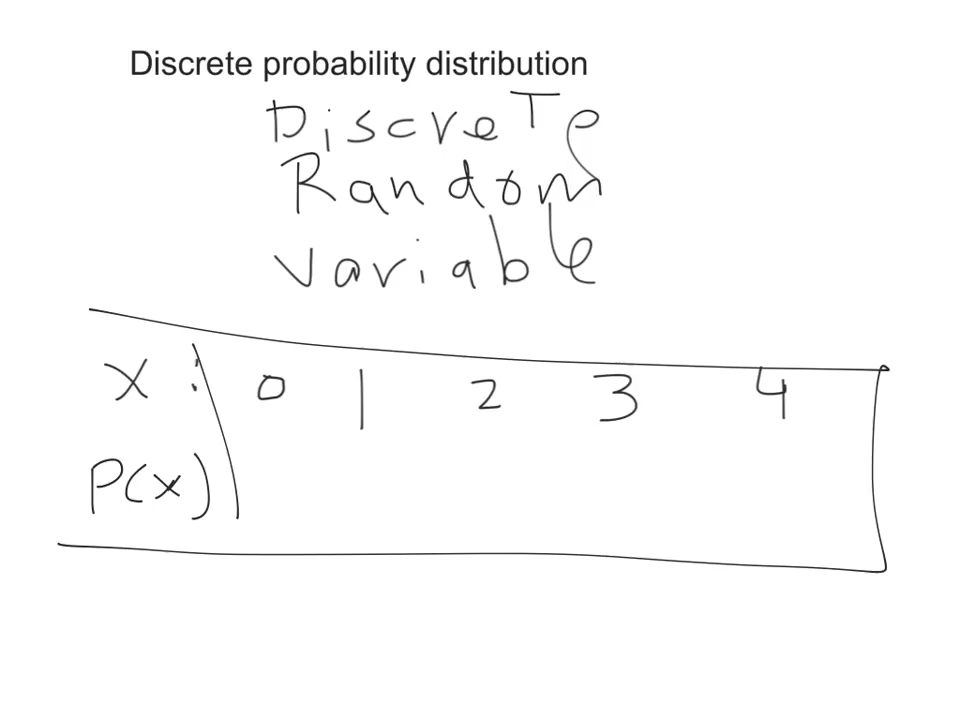 Discrete probability distribution
Discrete
Random
Variable
X : 0 1 2 3 4
P(x)